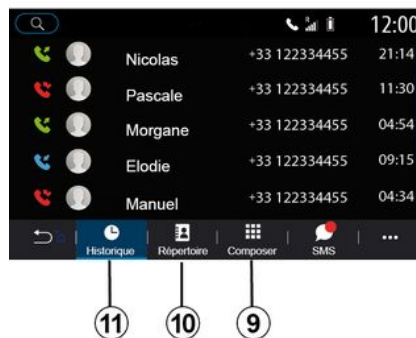 12:00
Nicolas +33 122334455 21:14
Pascale +33 122334455 11:30
Morgane +33 122334455 04:54
Elodie +33 122334455 09:15
Manuel +33 122334455 04:34
Historique Répertoire Composer SMS
11 10 9